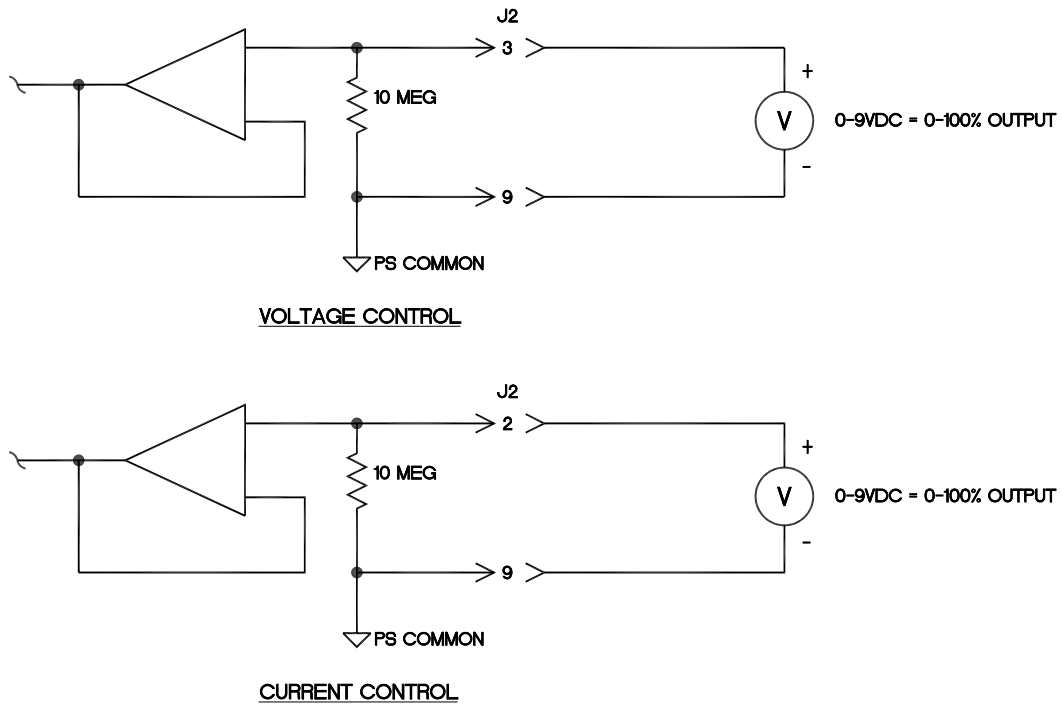 J2
3
+
10 MEG
V
0-9VDC = 0-100% OUTPUT
-
9
PS COMMON
VOLTAGE CONTROL
J2
2
+
10 MEG
V
0-9VDC = 0-100% OUTPUT
-
9
PS COMMON
CURRENT CONTROL